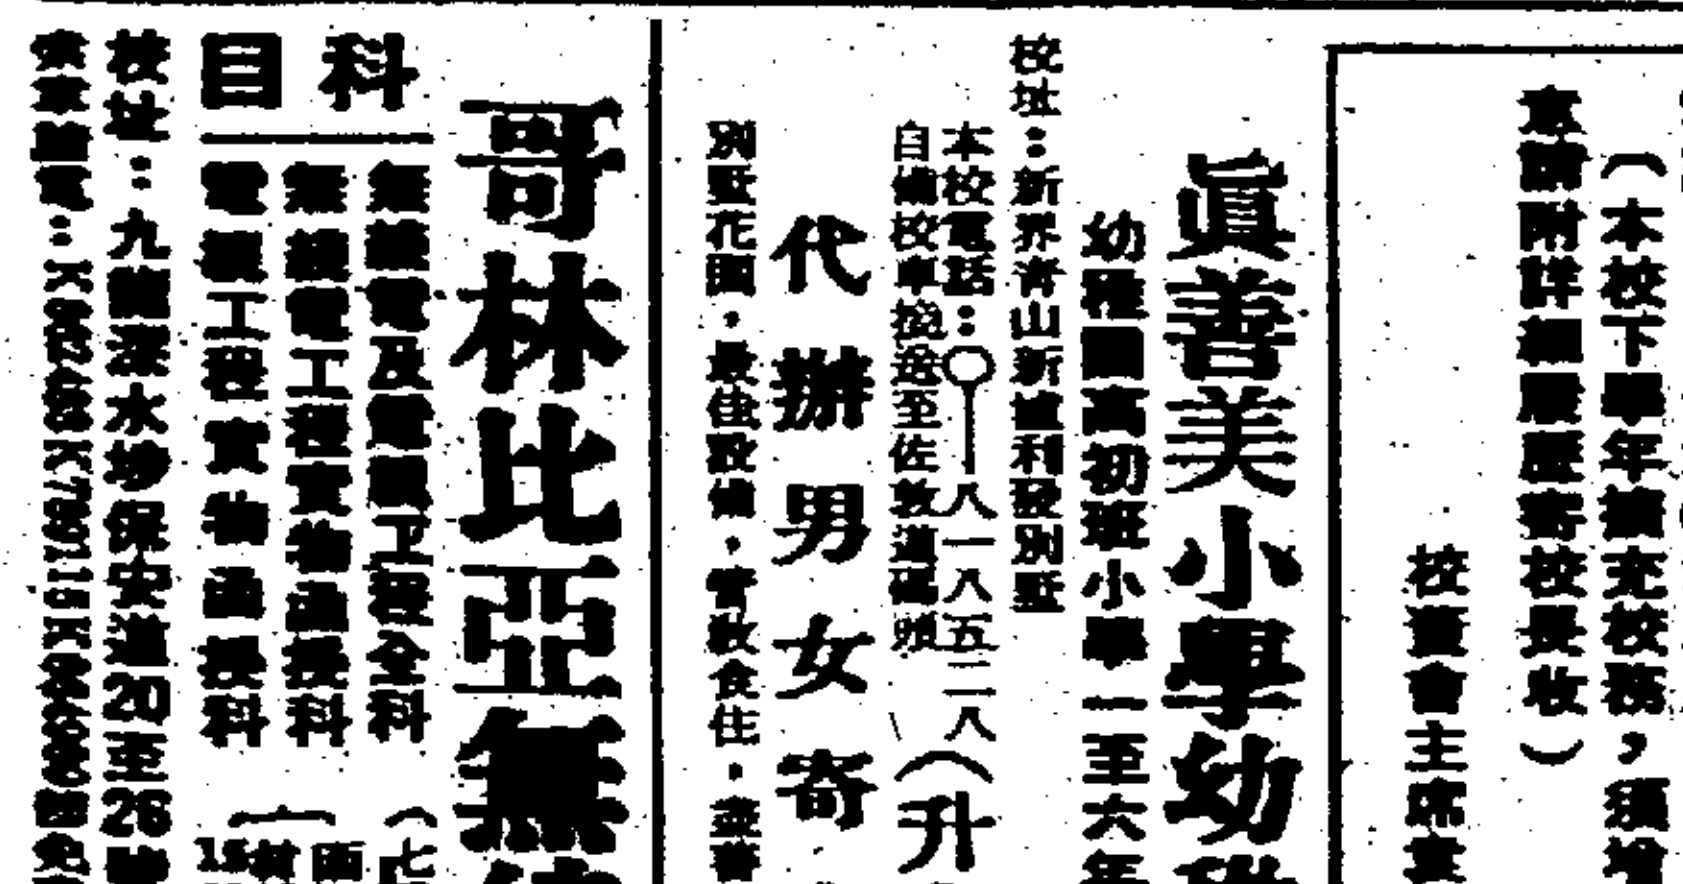 （本校下學年擴充校務，須增
意請附詳細履歷寄校長收）
校董會主席
眞善美小學幼
幼稚園高初班小學一至六年
校址：新界青山新墟利發別墅
本校電話：〇一八一八五二八（升
自備校車接送至佐敦道碼頭
代辦男女寄
別墅花園，最佳設備，膳宿
哥林比亞無
科目
無線電及電視工程全科
無線電工程實物函授科
電視工程實物函授科
（七
校址：九龍深水埗保安道20至26號